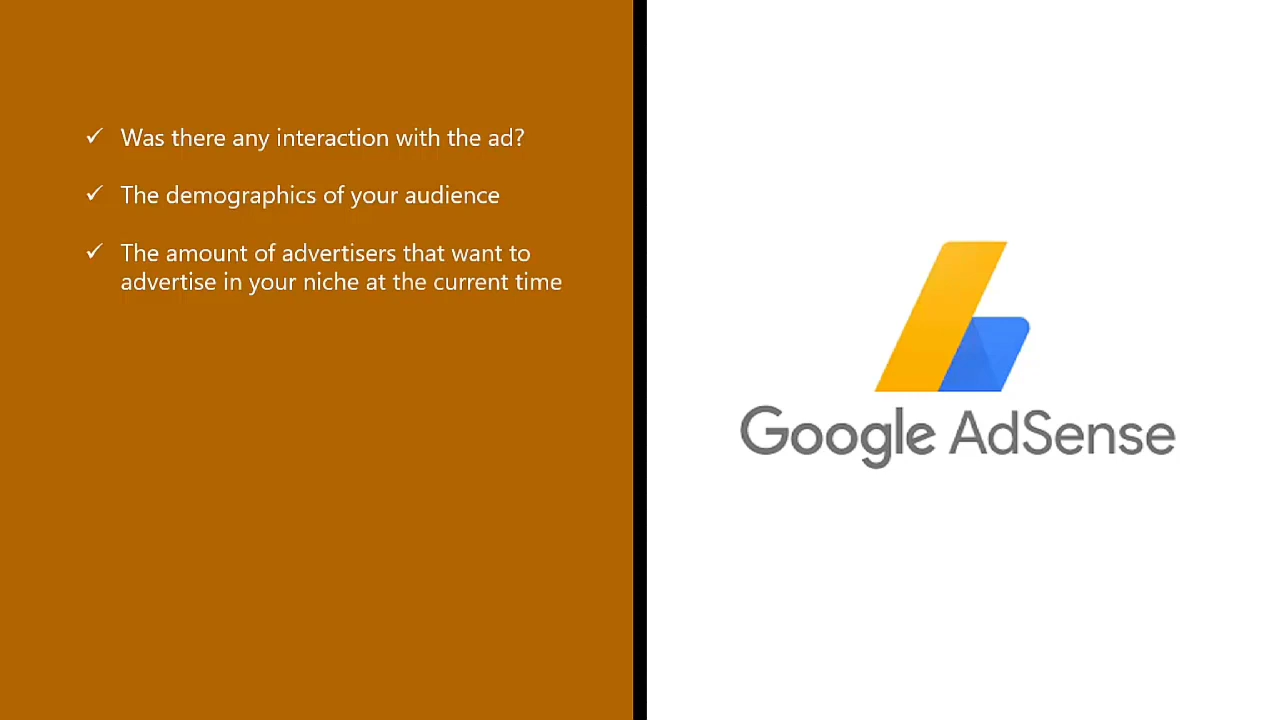 Was there any interaction with the ad?
The demographics of your audience
The amount of advertisers that want to
advertise in your niche at the current time
Google AdSense